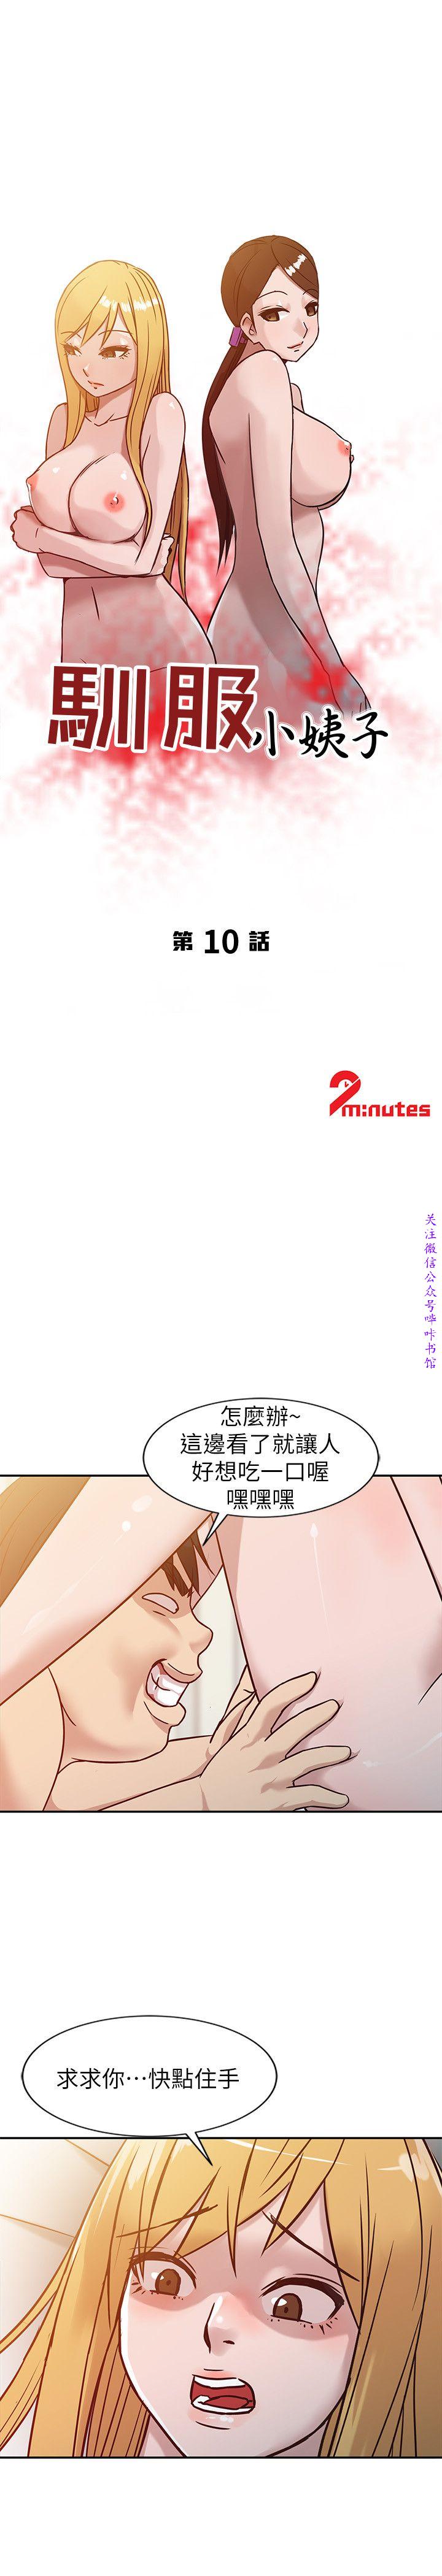 馴服小姨子
第10話
2minutes
关注微信公众号哔咔书馆
怎麼辦~
這邊看了就讓人
好想吃一口喔
嘿嘿嘿
求求你…快點住手